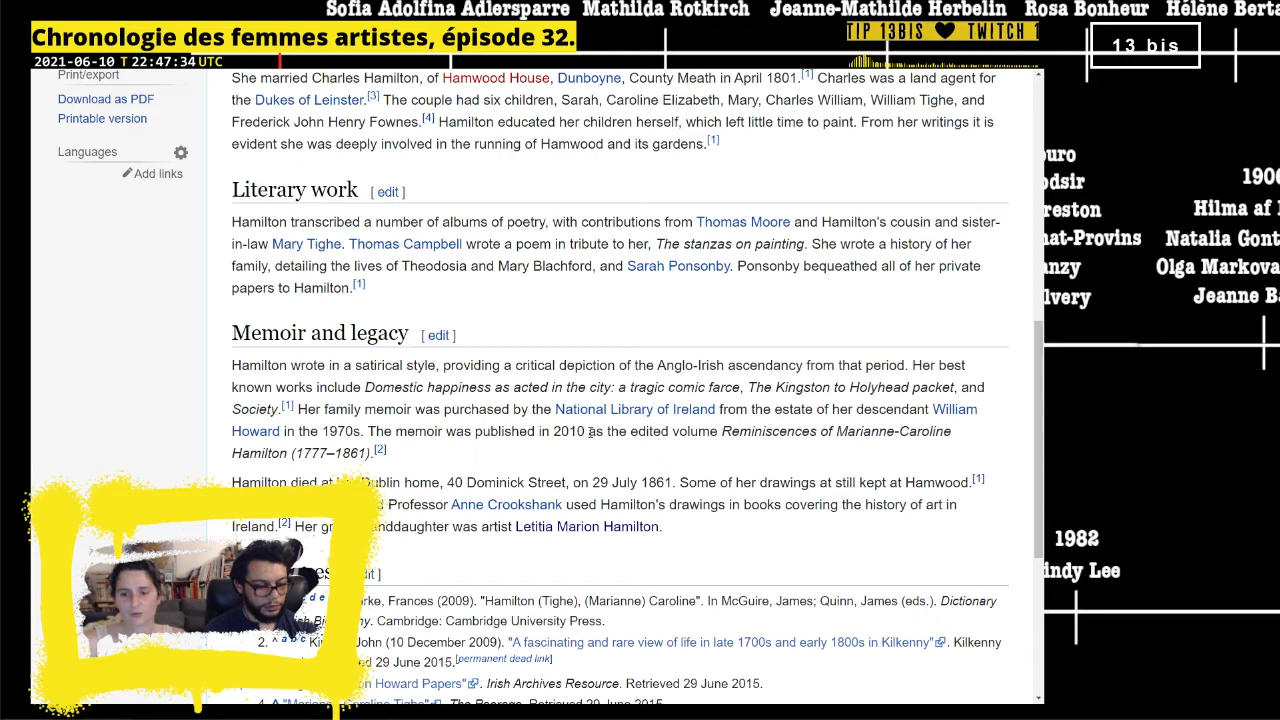 Sofia Adolfina Adlersparre Mathilda Rotkirch Jeanne-Mathilde Herbelin Rosa Bonheur Hélène Berta
Chronologie des femmes artistes, épisode 32.
TIP 13BIS TWITCH 1
13 bis
2021-06-10 T 22:47:34 UTC
Print/export
Download as PDF
Printable version
Languages
Add links
She married Charles Hamilton, of Hamwood House, Dunboyne, County Meath in April 1801.[1] Charles was a land agent for
the Dukes of Leinster.[3] The couple had six children, Sarah, Caroline Elizabeth, Mary, Charles William, William Tighe, and
Frederick John Henry Fownes.[4] Hamilton educated her children herself, which left little time to paint. From her writings it is
evident she was deeply involved in the running of Hamwood and its gardens.[1]
Literary work [ edit ]
Hamilton transcribed a number of albums of poetry, with contributions from Thomas Moore and Hamilton's cousin and sister-
in-law Mary Tighe. Thomas Campbell wrote a poem in tribute to her, The stanzas on painting. She wrote a history of her
family, detailing the lives of Theodosia and Mary Blachford, and Sarah Ponsonby. Ponsonby bequeathed all of her private
papers to Hamilton.[1]
Memoir and legacy [ edit ]
Hamilton wrote in a satirical style, providing a critical depiction of the Anglo-Irish ascendancy from that period. Her best
known works include Domestic happiness as acted in the city: a tragic comic farce, The Kingston to Holyhead packet, and
Society.[1] Her family memoir was purchased by the National Library of Ireland from the estate of her descendant William
Howard in the 1970s. The memoir was published in 2010 as the edited volume Reminiscences of Marianne-Caroline
Hamilton (1777–1861).[2]
Hamilton died at Dublin home, 40 Dominick Street, on 29 July 1861. Some of her drawings at still kept at Hamwood.[1]
Professor Anne Crookshank used Hamilton's drawings in books covering the history of art in
Ireland.[2] Her anddaughter was artist Letitia Marion Hamilton.
es dit ]
c d e rke, Frances (2009). "Hamilton (Tighe), (Marianne) Caroline". In McGuire, James; Quinn, James (eds.). Dictionary
Cambridge: Cambridge University Press.
2. ^ a b c John (10 December 2009). "A fascinating and rare view of life in late 1700s and early 1800s in Kilkenny". Kilkenny
ed 29 June 2015.[permanent dead link]
n Howard Papers". Irish Archives Resource. Retrieved 29 June 2015.
ouro
odsir
reston
nat-Provins
anzy
lvery
1906
Hilma af
Natalia Gont
Olga Markova
Jeanne B
1982
indy Lee